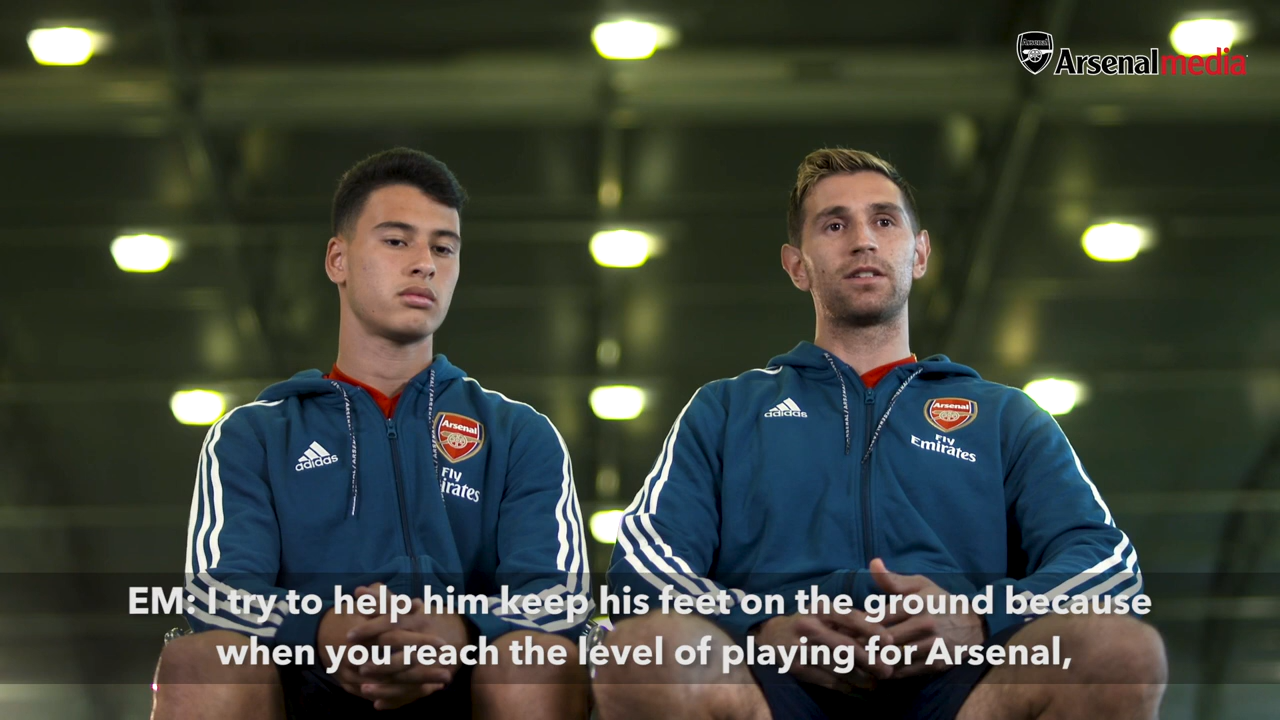 Arsenal
Arsenalmedia
adidas
Arsenal
Fly
Emirates
adidas
Arsenal
Fly
Emirates
EM: I try to help him keep his feet on the ground because
when you reach the level of playing for Arsenal,